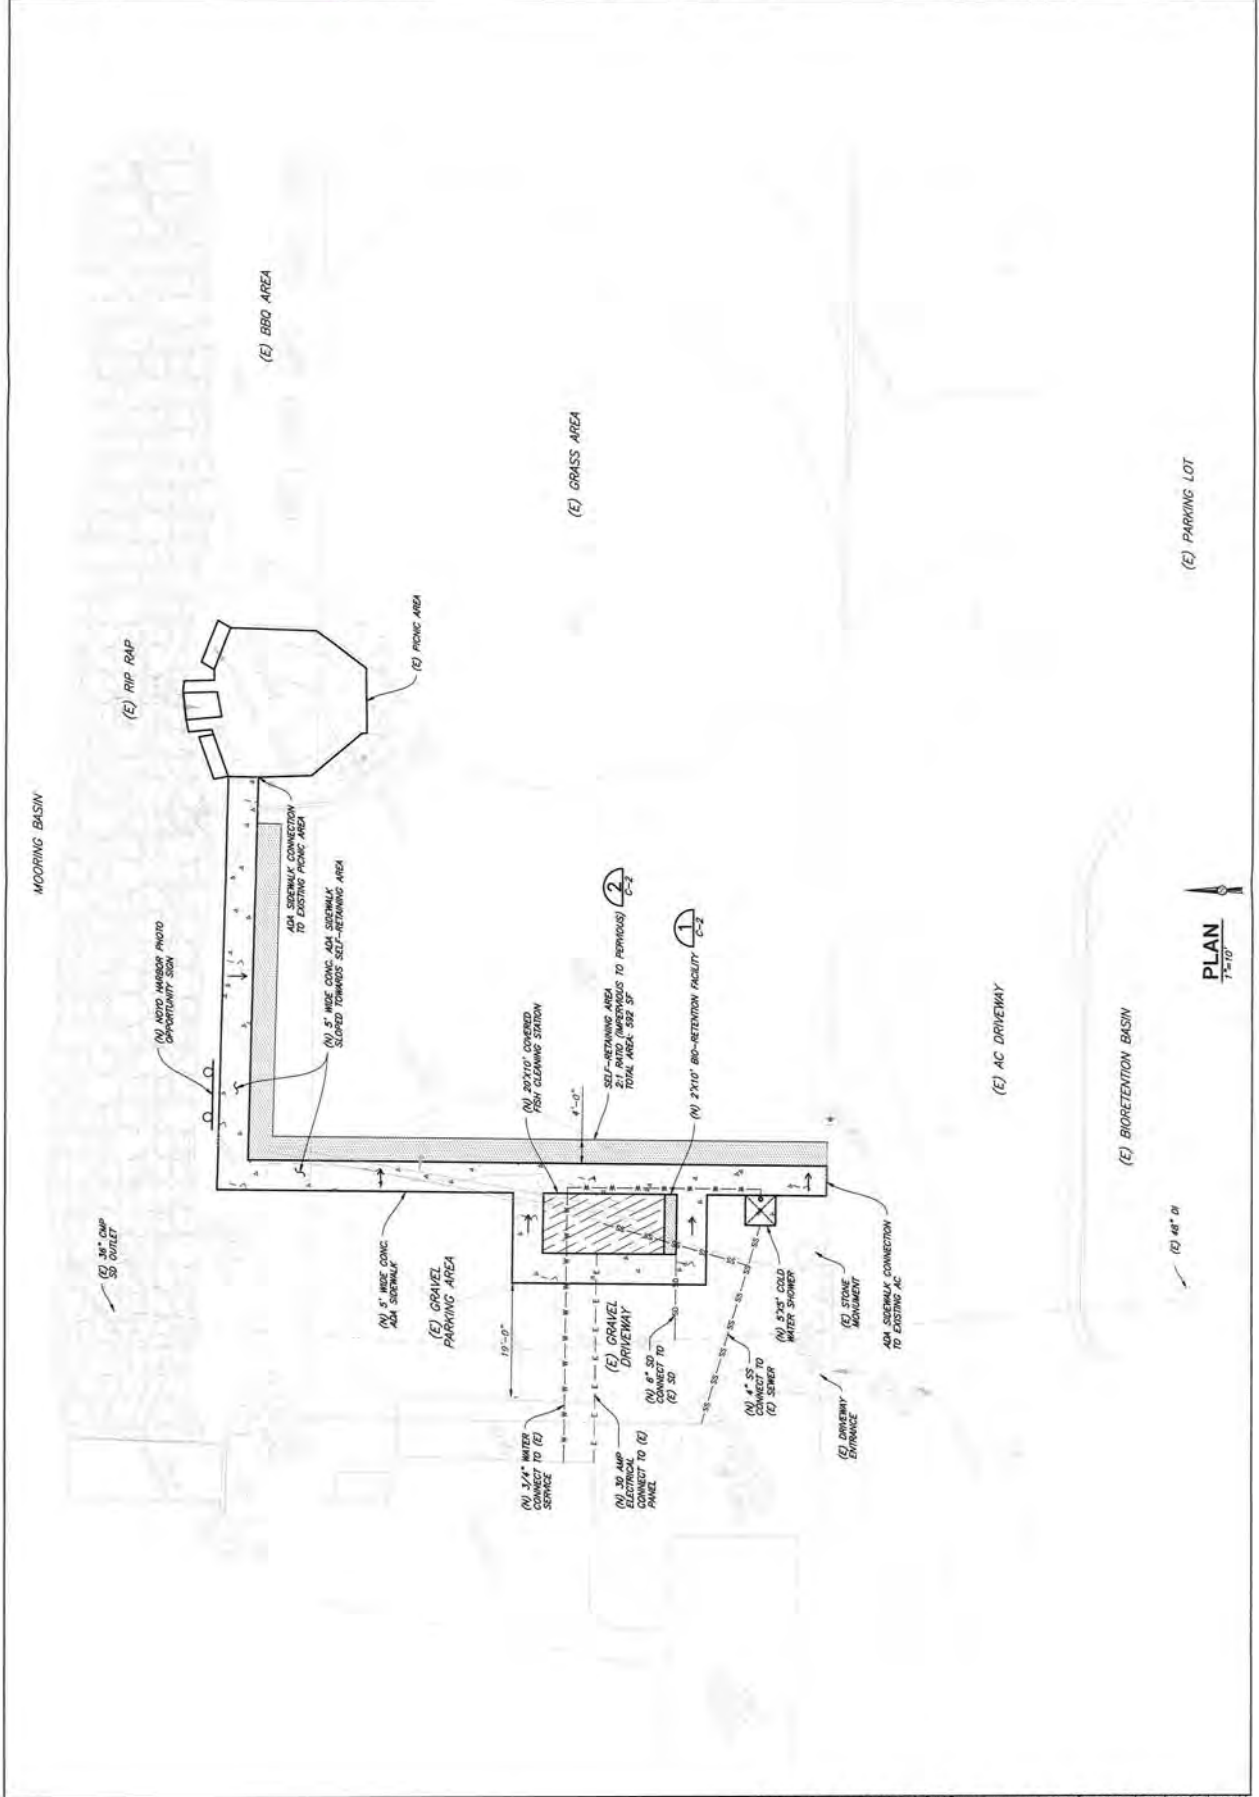 MOORING BASIN
(E) RIP RAP
(E) BBQ AREA
(E) 36" CMP
SD OUTLET
(N) NOYO HARBOR PHOTO
OPPORTUNITY SIGN
ADA SIDEWALK CONNECTION
TO EXISTING PICNIC AREA
(N) 5' WIDE CONC. ADA SIDEWALK
SLOPED TOWARDS SELF-RETAINING AREA
(E) PICNIC AREA
(N) 5' WIDE CONC.
ADA SIDEWALK
(E) GRAVEL
PARKING AREA
(N) 20'X10' COVERED
FISH CLEANING STATION
(E) GRASS AREA
19'-0"
4'-0"
SELF-RETAINING AREA
2:1 RATIO (IMPERVIOUS TO PERVIOUS)
TOTAL AREA: 592 SF
2
C-2
(N) 3/4" WATER
CONNECT TO (E)
SERVICE
(E) GRAVEL
DRIVEWAY
(N) 30 AMP
ELECTRICAL
CONNECT TO (E)
PANEL
(N) 6" SD
CONNECT TO
(E) SD
(N) 2'X10' BIO-RETENTION FACILITY
1
C-2
(N) 4" SS
CONNECT TO
(E) SEWER
(N) 5'X5' COLD
WATER SHOWER
(E) STONE
MONUMENT
(E) DRIVEWAY
ENTRANCE
ADA SIDEWALK CONNECTION
TO EXISTING AC
(E) AC DRIVEWAY
(E) BIORETENTION BASIN
(E) 48" DI
(E) PARKING LOT
PLAN
1"=10'